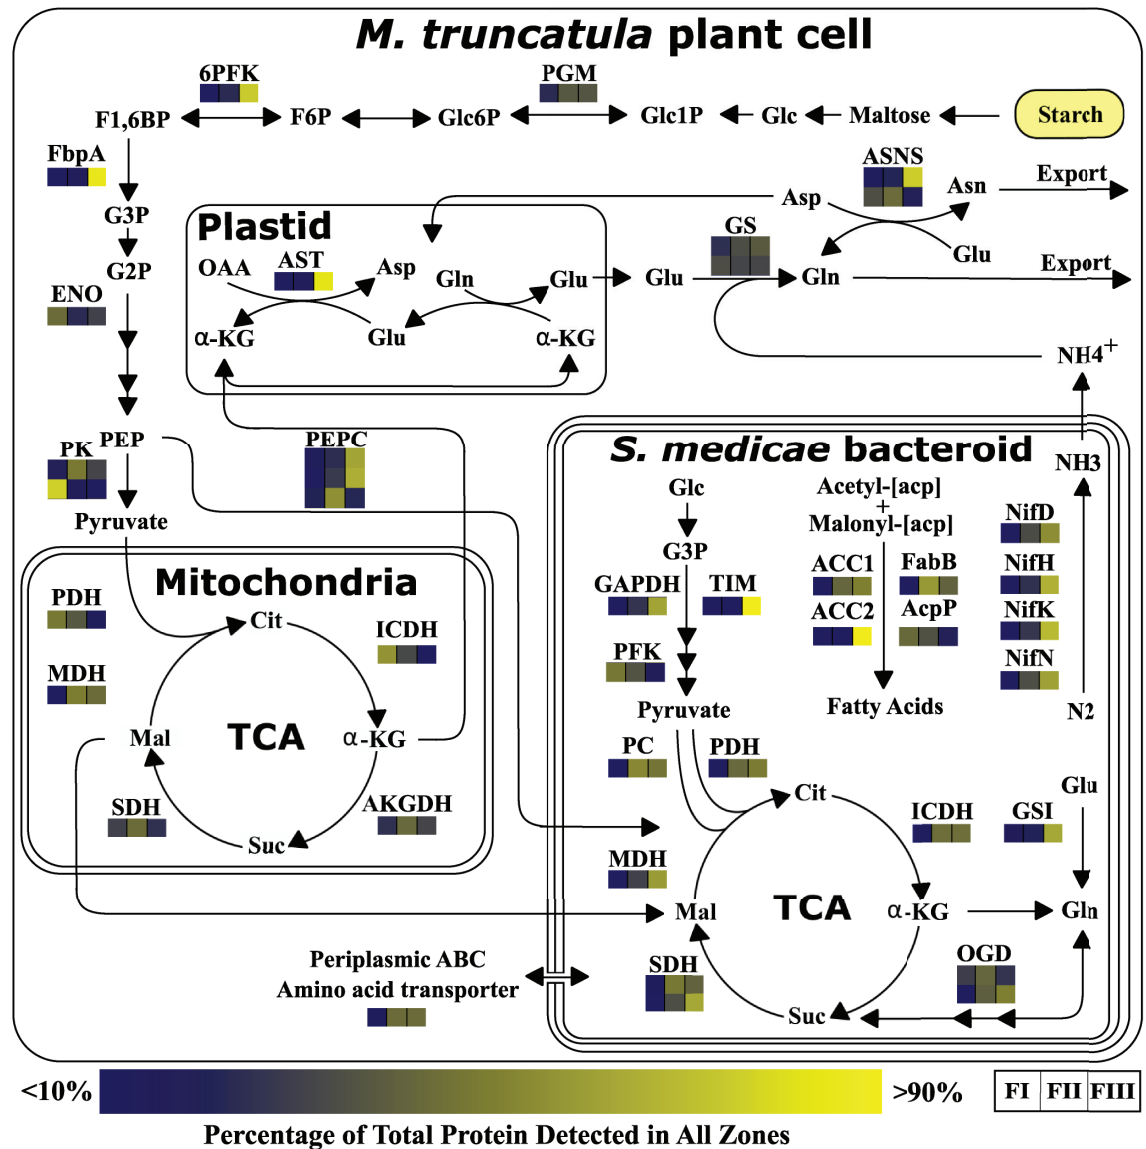 M. truncatula plant cell
6PFK
PGM
F1,6BP
F6P
Glc6P
Glc1P
Glc
Maltose
Starch
FbpA
G3P
G2P
ENO
PEP
PK
Pyruvate
ASNS
Asp
Asn
Export
Glu
GS
Glu
Gln
Export
NH4+
Plastid
OAA
AST
Asp
Gln
Glu
α-KG
Glu
α-KG
PEPC
Mitochondria
PDH
Cit
ICDH
MDH
Mal
TCA
α-KG
SDH
AKGDH
Suc
S. medicae bacteroid
NH3
Glc
G3P
GAPDH
TIM
PFK
Pyruvate
Acetyl-[acp]
+
Malonyl-[acp]
ACC1
FabB
ACC2
AcpP
Fatty Acids
NifD
NifH
NifK
NifN
N2
PC
PDH
Cit
ICDH
GSI
Glu
MDH
Mal
TCA
α-KG
Gln
SDH
OGD
Suc
Periplasmic ABC
Amino acid transporter
<10%
>90%
FI FII FIII
Percentage of Total Protein Detected in All Zones